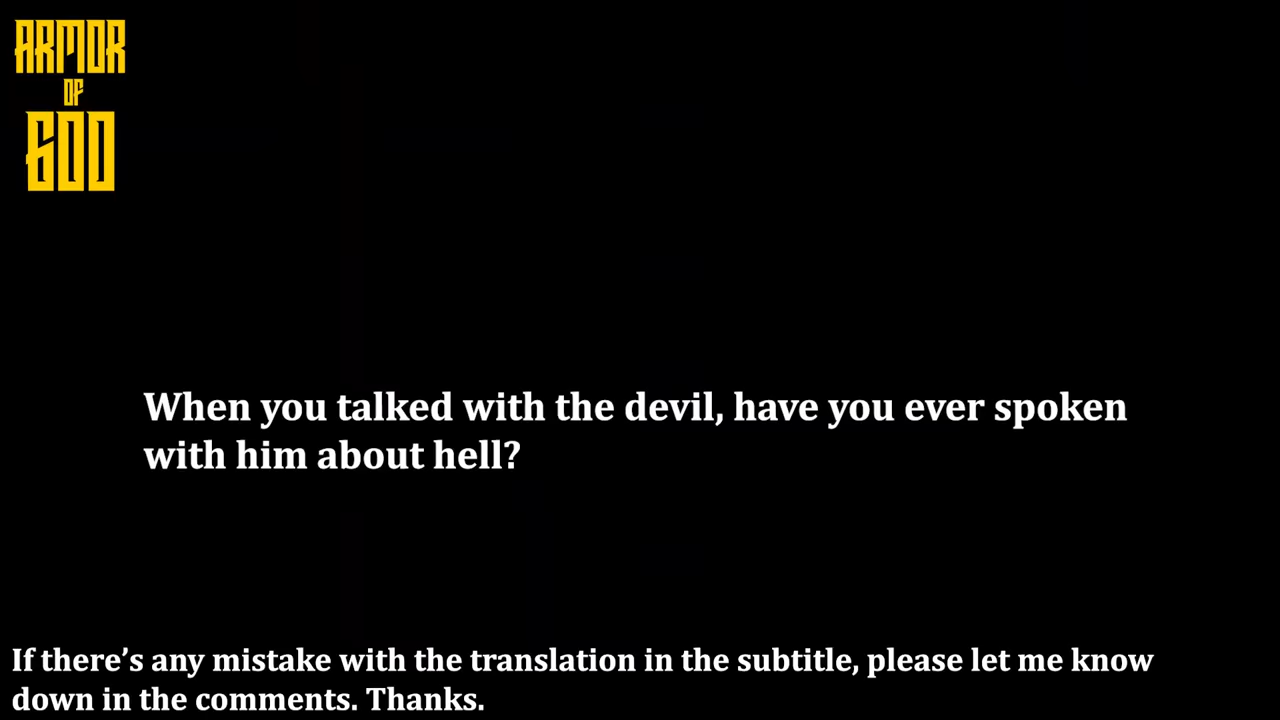 ARMOR
OF
GOD
When you talked with the devil, have you ever spoken
with him about hell?
If there’s any mistake with the translation in the subtitle, please let me know
down in the comments. Thanks.